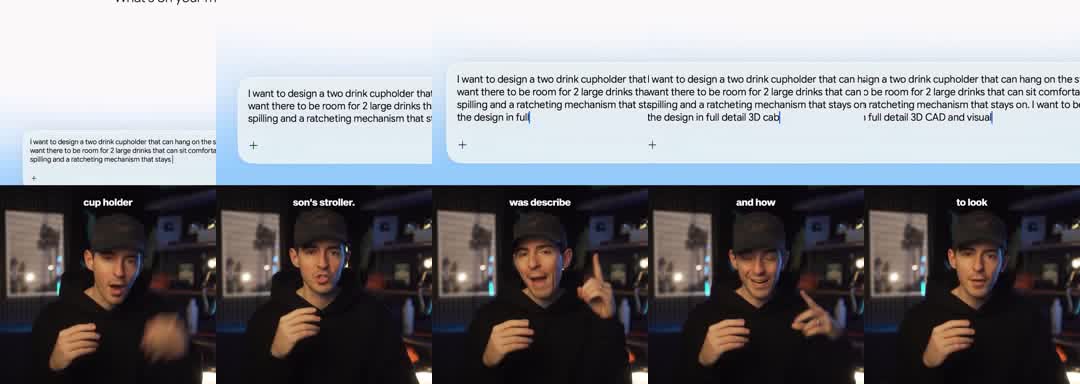 What's on your m
I want to design a two drink cupholder that can hang on the s
want there to be room for 2 large drinks that can sit comforta
spilling and a ratcheting mechanism that stays
+
I want to design a two drink cupholder that
want there to be room for 2 large drinks th
spilling and a ratcheting mechanism that s
+
I want to design a two drink cupholder that
want there to be room for 2 large drinks tha
spilling and a ratcheting mechanism that st
the design in full
+
I want to design a two drink cupholder that can h
want there to be room for 2 large drinks that can
spilling and a ratcheting mechanism that stays on
the design in full detail 3D cab
+
sign a two drink cupholder that can hang on the s
o be room for 2 large drinks that can sit comforta
ratcheting mechanism that stays on. I want to be
full detail 3D CAD and visual
cup holder
son's stroller.
was describe
and how
to look